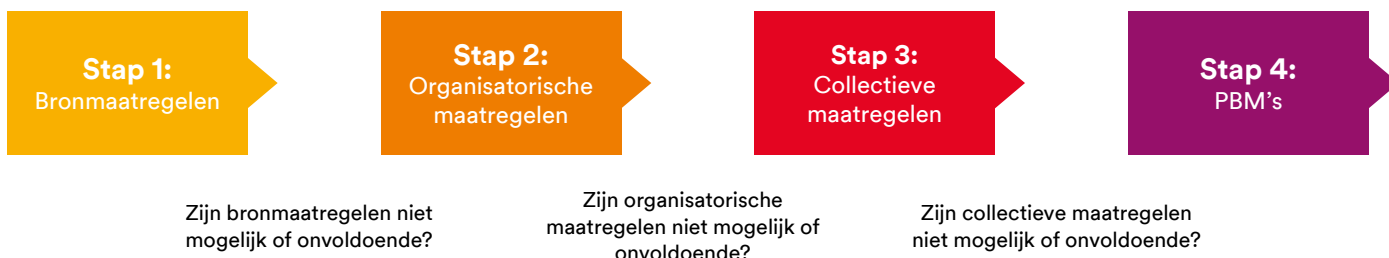 Stap 1:
Bronmaatregelen
Stap 2:
Organisatorische
maatregelen
Stap 3:
Collectieve
maatregelen
Stap 4:
PBM's
Zijn bronmaatregelen niet
mogelijk of onvoldoende?
Zijn organisatorische
maatregelen niet mogelijk of
onvoldoende?
Zijn collectieve maatregelen
niet mogelijk of onvoldoende?